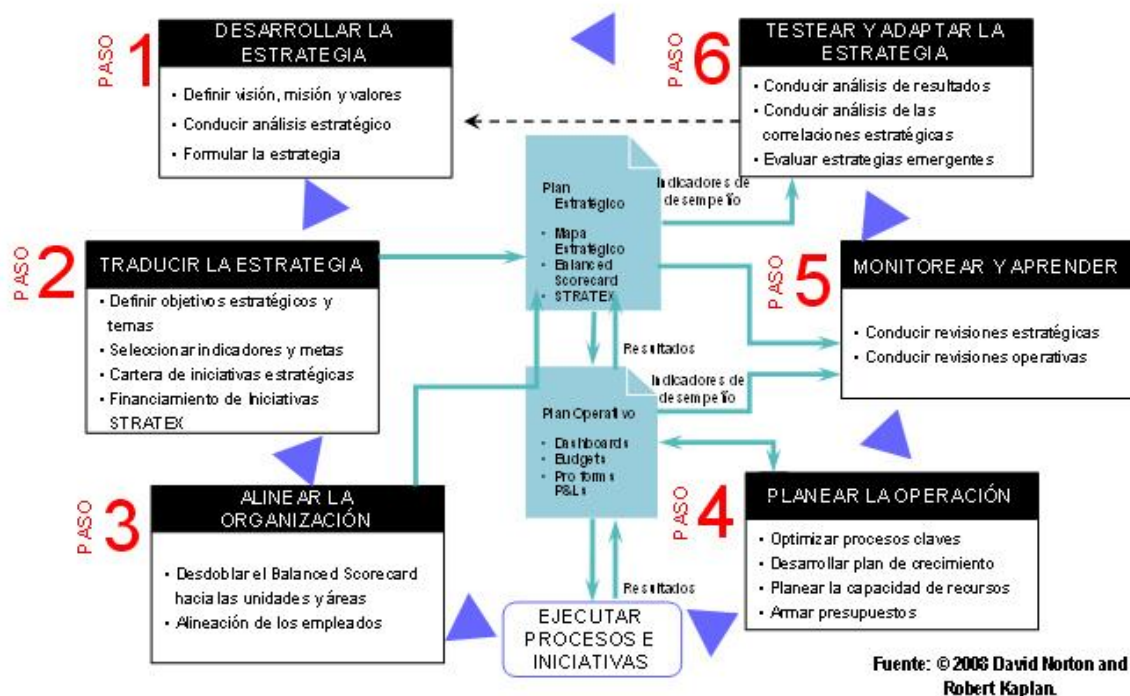 PASO
1
DESARROLLAR LA
ESTRATEGIA
• Definir visión, misión y valores
• Conducir análisis estratégico
• Formular la estrategia
PASO
2
TRADUCIR LA ESTRATEGIA
• Definir objetivos estratégicos y
temas
• Seleccionar indicadores y metas
• Cartera de iniciativas estratégicas
• Financiamiento de Iniciativas
STRATEX
PASO
3
ALINEAR LA
ORGANIZACIÓN
• Desdoblar el Balanced Scorecard
hacia las unidades y áreas
• Alineación de los empleados
Plan
Estratégico
• Mapa
Estratégico
• Balanced
Scorecard
• STRATEX
Indicadores de
desempeño
Resultados
Indicadores de
desempeño
Plan Operativo
• Dashboards
• Budgets
• Pro forms
P&Ls
Resultados
EJECUTAR
PROCESOS E
INICIATIVAS
PASO
4
PLANEAR LA OPERACIÓN
• Optimizar procesos claves
• Desarrollar plan de crecimiento
• Planear la capacidad de recursos
• Armar presupuestos
PASO
5
MONITOREAR Y APRENDER
• Conducir revisiones estratégicas
• Conducir revisiones operativas
PASO
6
TESTEAR Y ADAPTAR LA
ESTRATEGIA
• Conducir análisis de resultados
• Conducir análisis de las
correlaciones estratégicas
• Evaluar estrategias emergentes
Fuente: © 2008 David Norton and
Robert Kaplan.